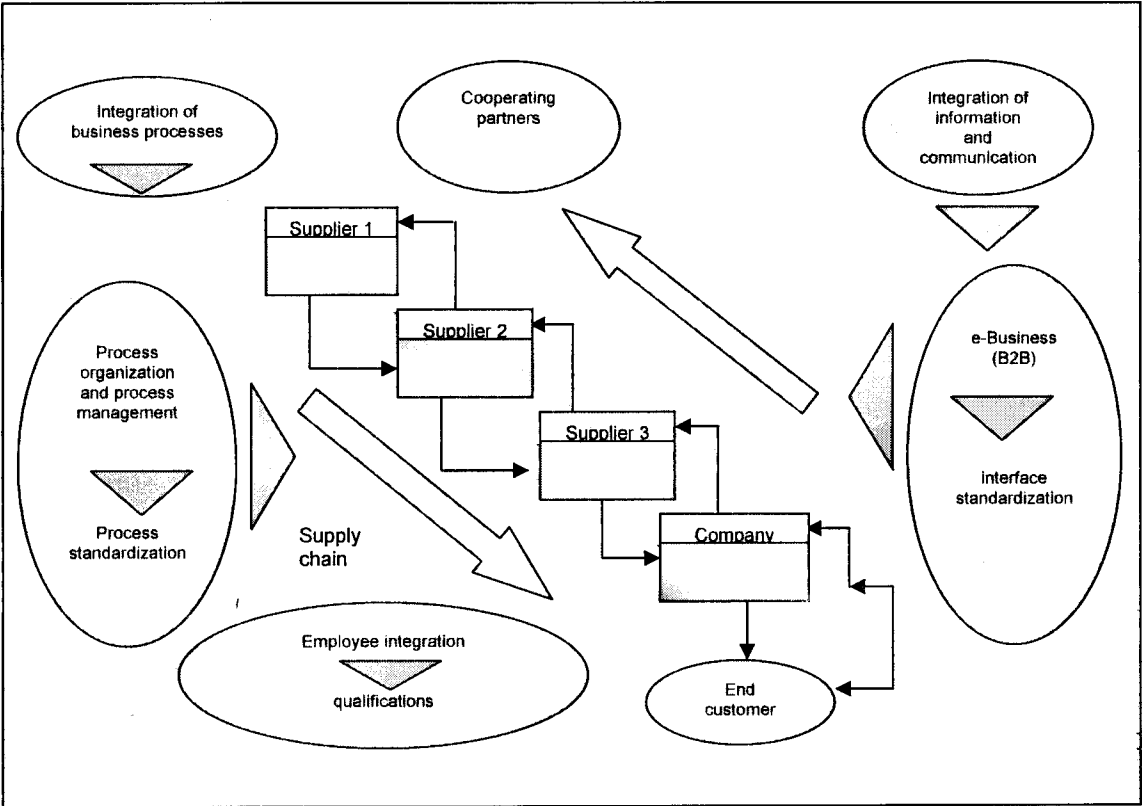 Integration of
business processes
Cooperating
partners
Integration of
information
and
communication
Supplier 1
Supplier 2
Supplier 3
Company
Process
organization
and process
management
Process
standardization
e-Business
(B2B)
interface
standardization
Supply
chain
Employee integration
qualifications
End
customer